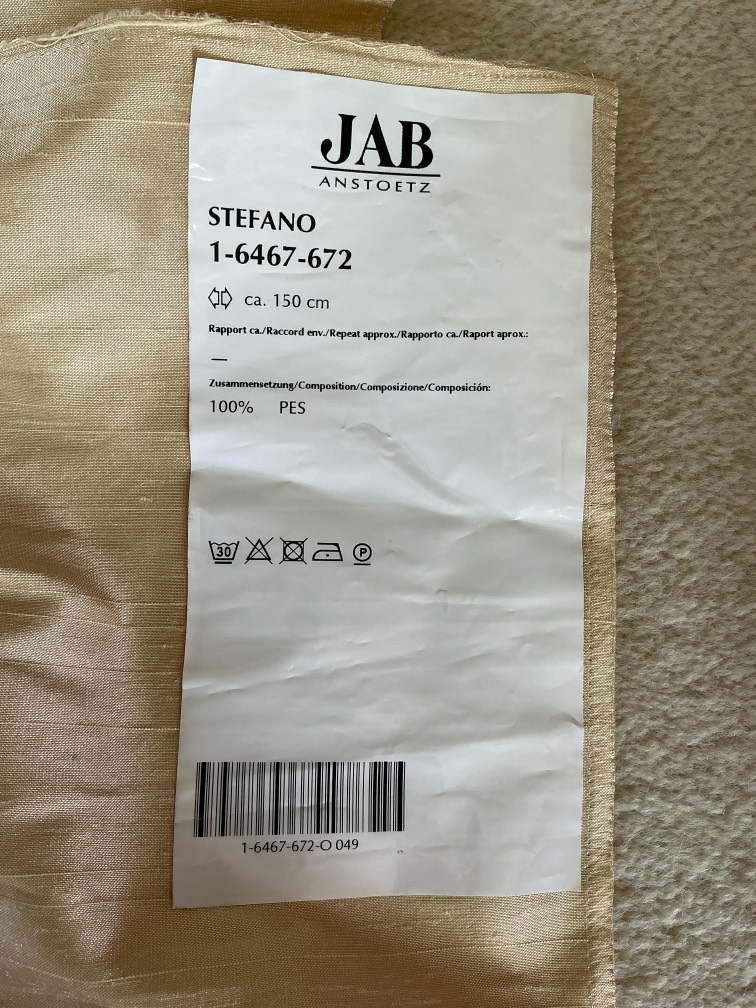 JAB
ANSTOETZ
STEFANO
1-6467-672
ca. 150 cm
Rapport ca./Raccord env./Repeat approx./Rapporto ca./Raport aprox.:
—
Zusammensetzung/Composition/Composizione/Composición:
100% PES
30 P
1-6467-672-O 049